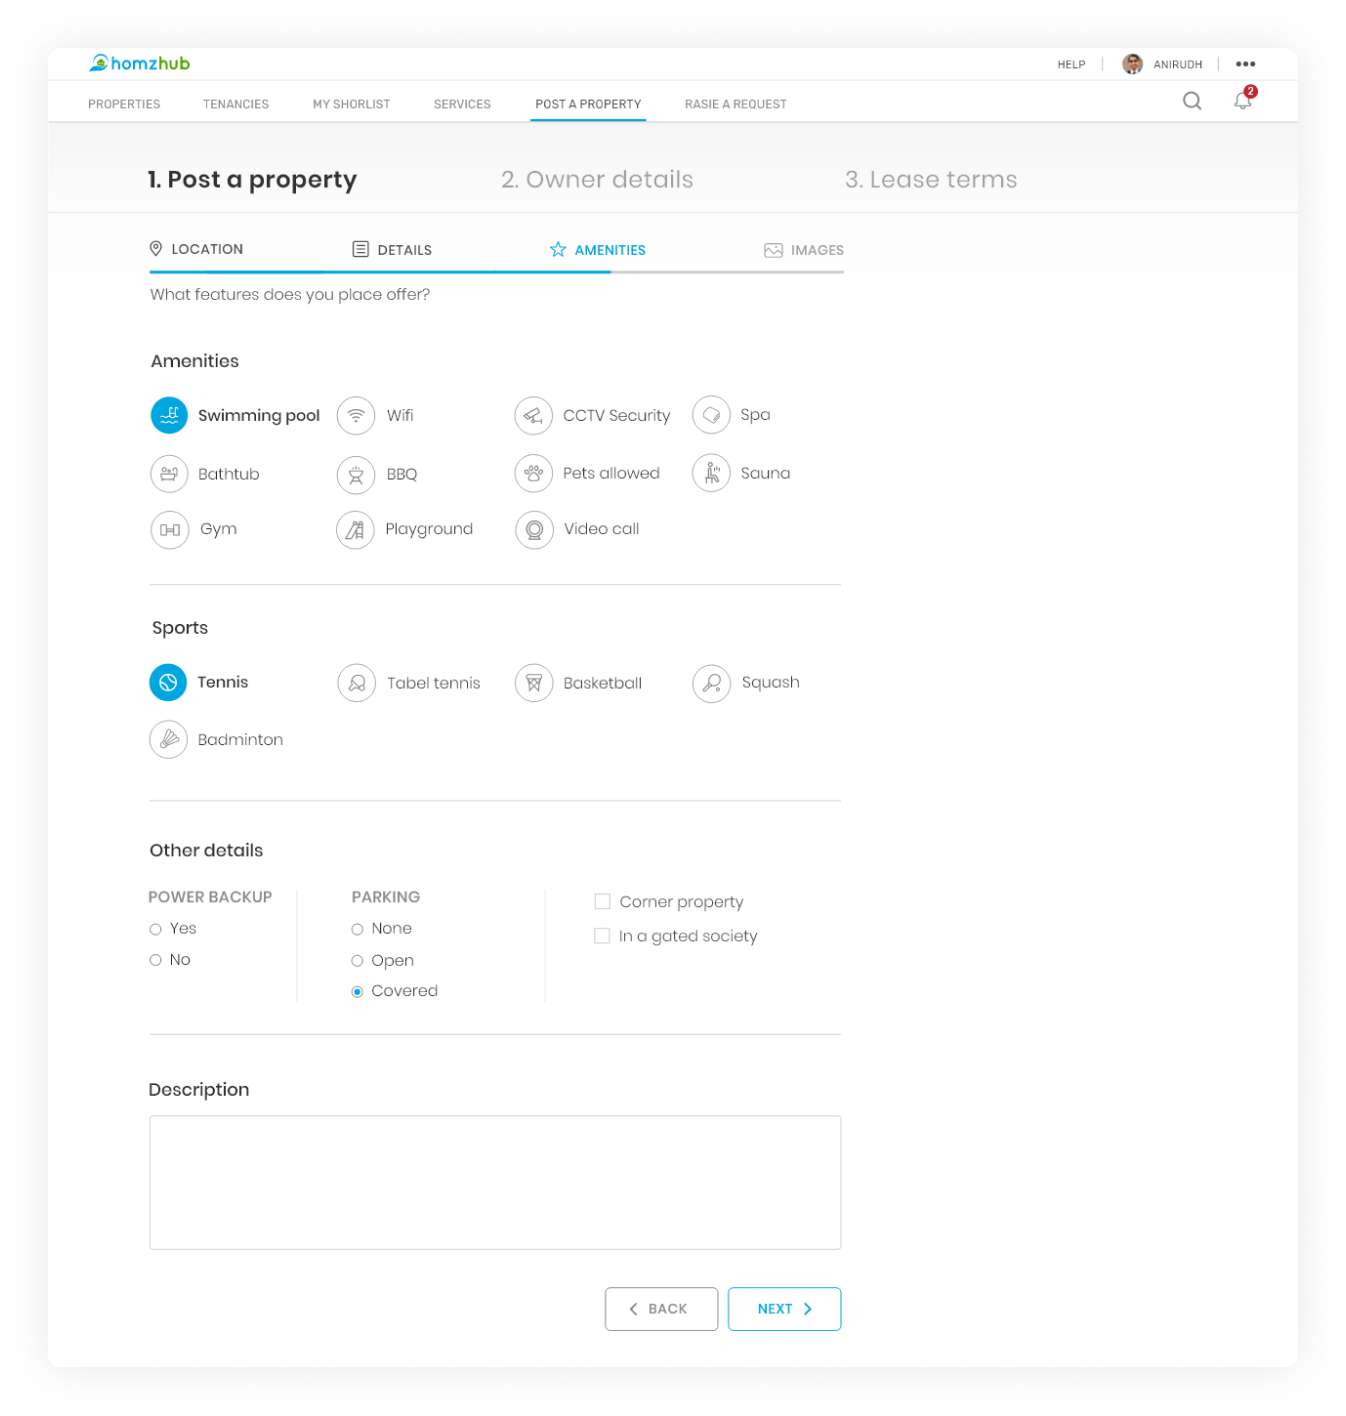 homzhub
HELP ANIRUDH
PROPERTIES TENANCIES MY SHORLIST SERVICES POST A PROPERTY RASIE A REQUEST 2
1. Post a property 2. Owner details 3. Lease terms
LOCATION DETAILS AMENITIES IMAGES
What features does you place offer?
Amenities
Swimming pool Wifi CCTV Security Spa
Bathtub BBQ Pets allowed Sauna
Gym Playground Video call
Sports
Tennis Tabel tennis Basketball Squash
Badminton
Other details
POWER BACKUP PARKING Corner property
Yes None In a gated society
No Open
Covered
Description
BACK NEXT